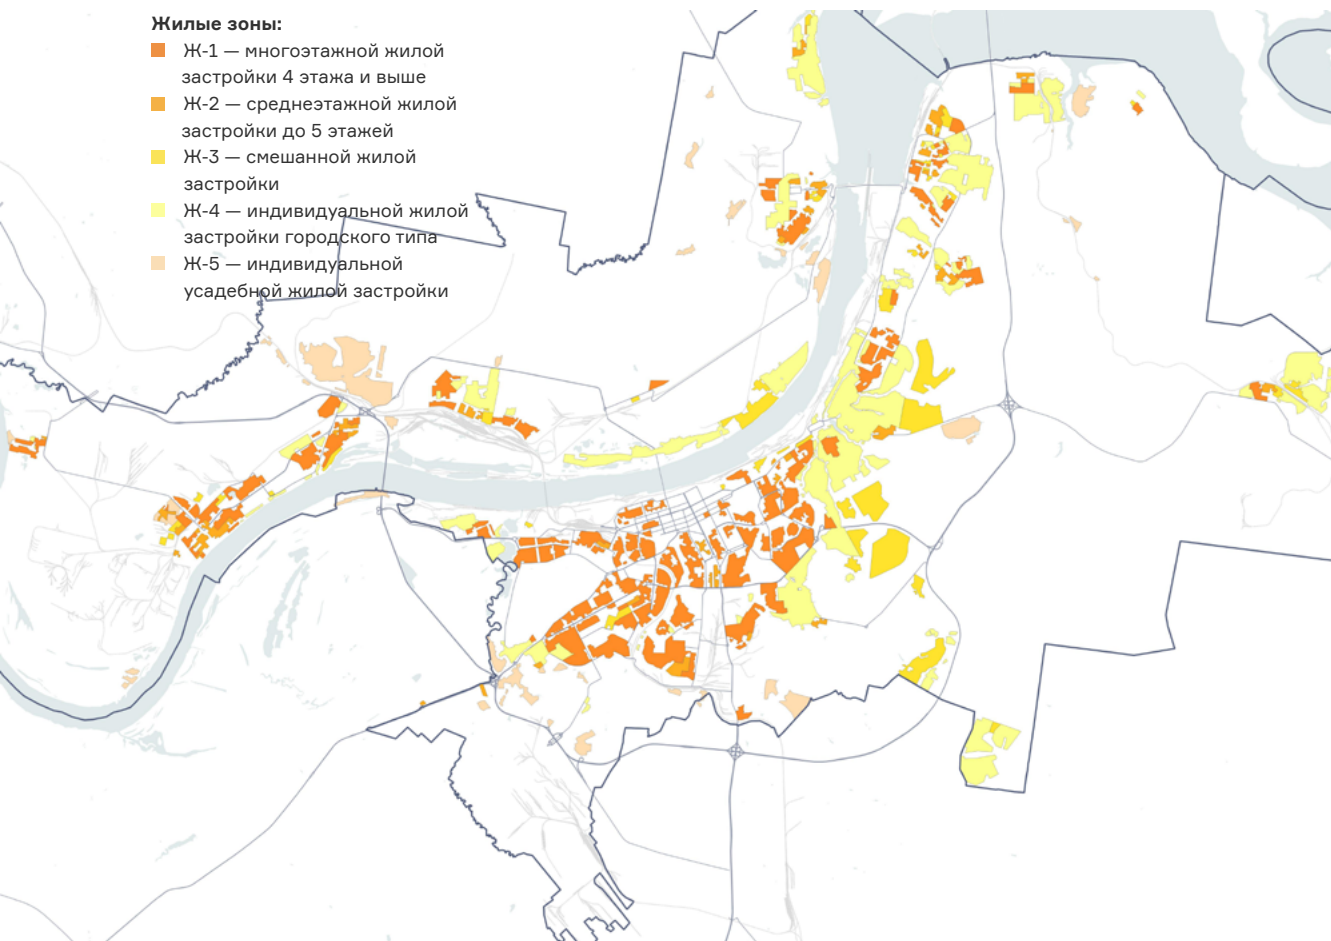 Жилые зоны:
Ж-1 — многоэтажной жилой
застройки 4 этажа и выше
Ж-2 — среднеэтажной жилой
застройки до 5 этажей
Ж-3 — смешанной жилой
застройки
Ж-4 — индивидуальной жилой
застройки городского типа
Ж-5 — индивидуальной
усадебной жилой застройки